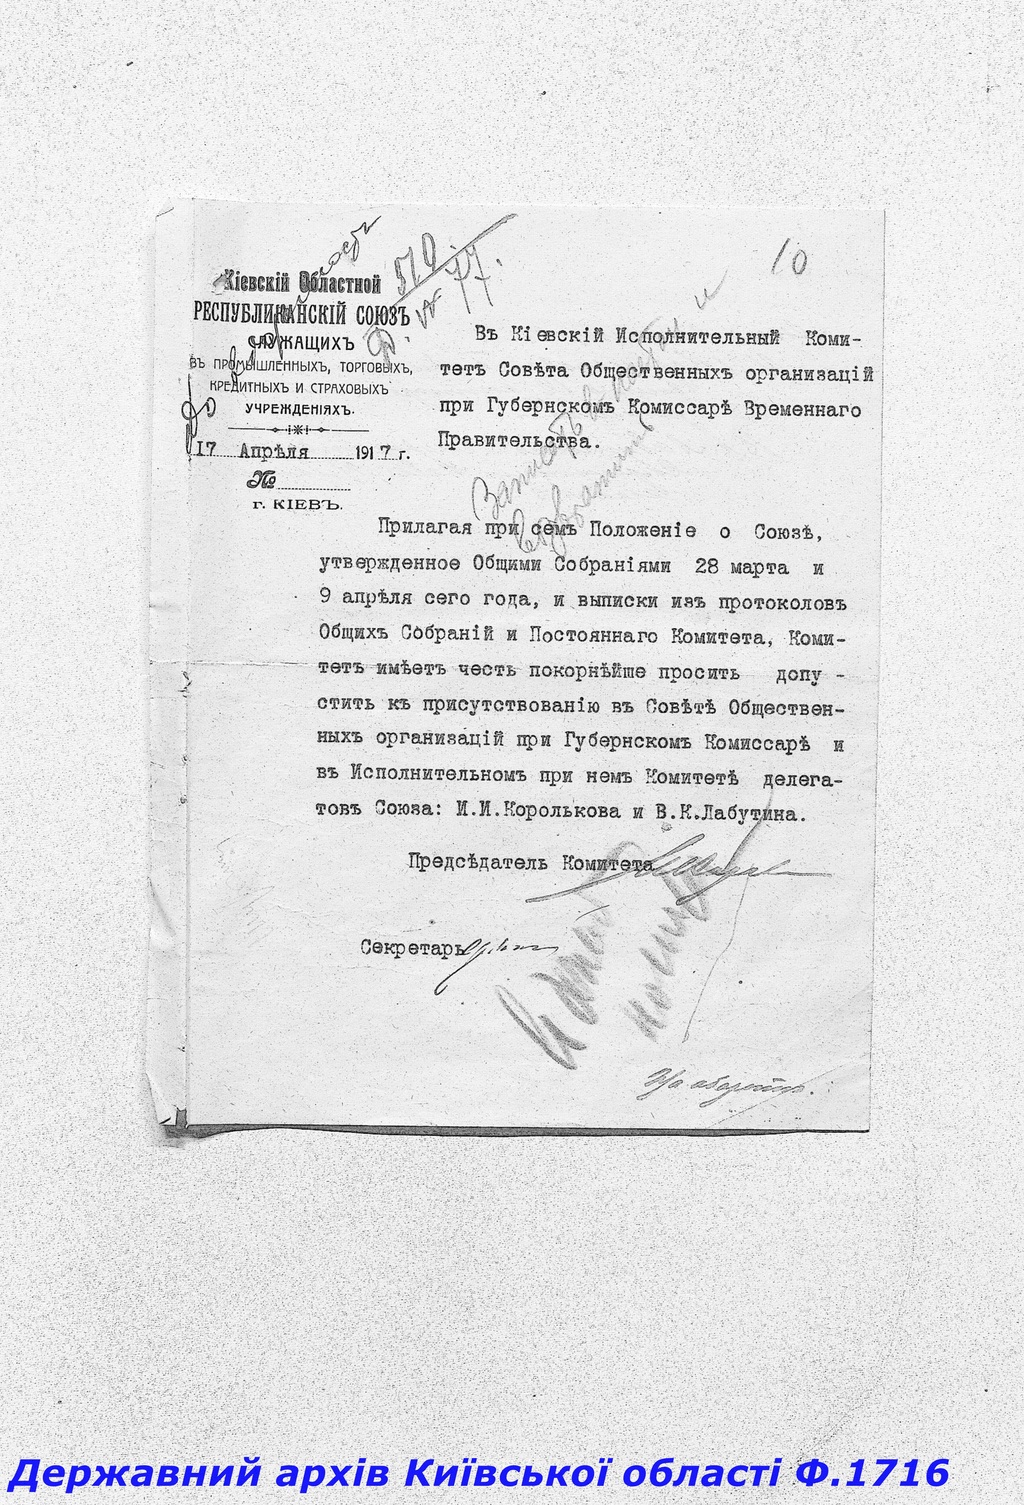 10
510
17.
Кіевскій Областной
РЕСПУБЛИКАНСКІЙ СОЮЗЪ
СЛУЖАЩИХЪ
ВЪ ПРОМЫШЛЕННЫХЪ, ТОРГОВЫХЪ,
КРЕДИТНЫХЪ И СТРАХОВЫХЪ
УЧРЕЖДЕНІЯХЪ.
17 Апрѣля 1917 г.
№
г. КІЕВЪ.
Въ Кіевскій Исполнительный Коми-
тетъ Совѣта Общественныхъ организацій
при Губернскомъ Комиссарѣ Временнаго
Правительства.
Прилагая при семъ Положеніе о Союзѣ,
утвержденное Общими Собраніями 28 марта и
9 апрѣля сего года, и выписки изъ протоколовъ
Общихъ Собраній и Постояннаго Комитета, Коми-
тетъ имѣетъ честь покорнѣйше просить допу -
стить къ присутствованію въ Совѣтѣ Обществен-
ныхъ организацій при Губернскомъ Комиссарѣ и
въ Исполнительномъ при немъ Комитетѣ делега-
товъ Союза: И.И.Королькова и В.К.Лабутина.
Предсѣдатель Комитета
Секретарь
На оборотѣ.
Державний архів Київської області Ф.1716